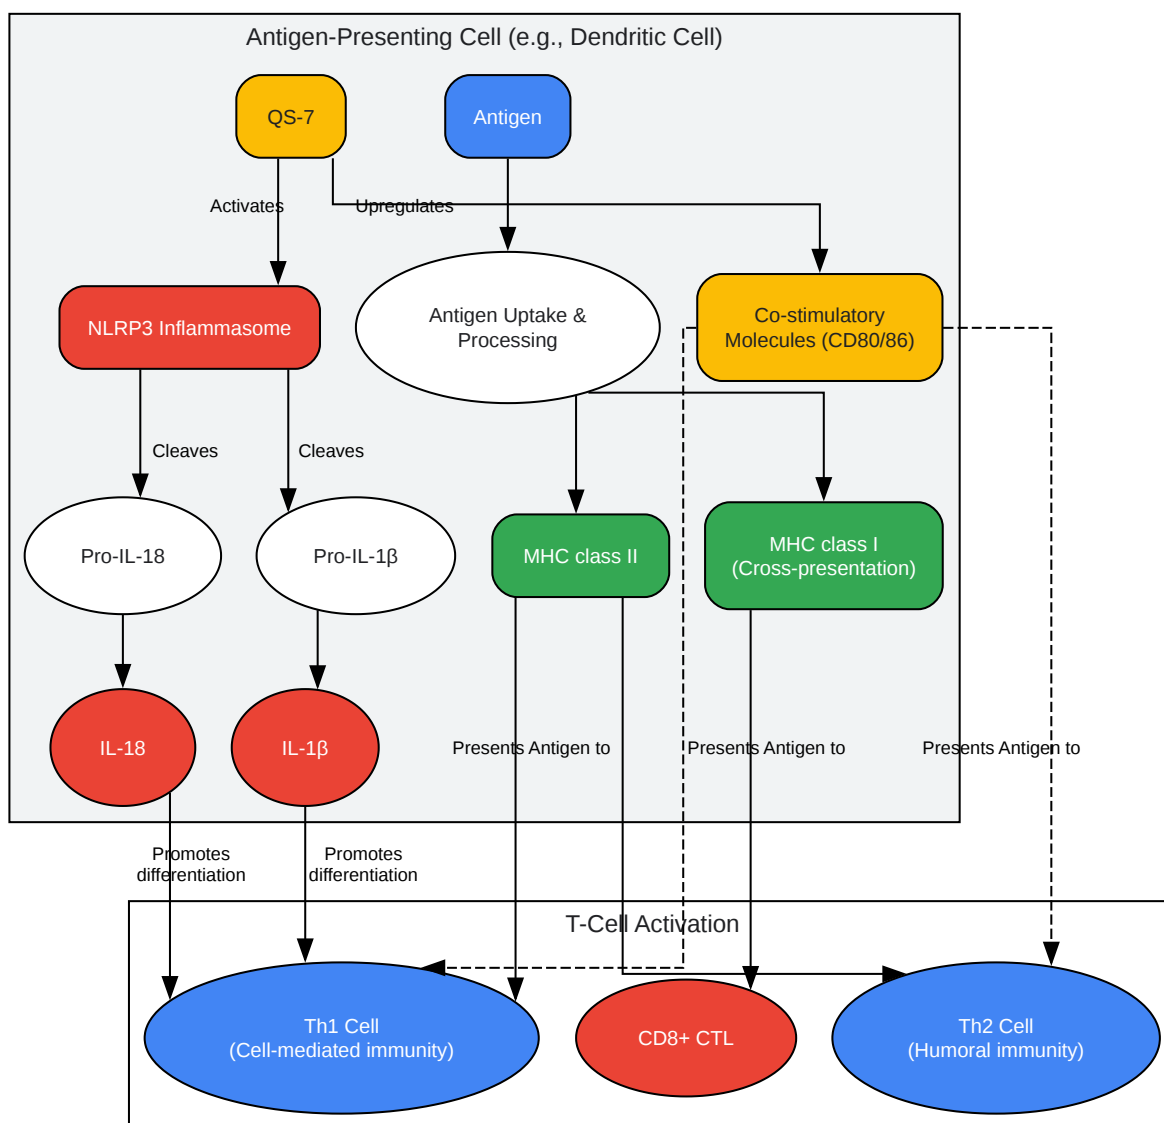 Antigen-Presenting Cell (e.g., Dendritic Cell)
QS-7
Antigen
Activates
Upregulates
NLRP3 Inflammasome
Antigen Uptake &
Processing
Co-stimulatory
Molecules (CD80/86)
Cleaves
Cleaves
Pro-IL-18
Pro-IL-1β
MHC class II
MHC class I
(Cross-presentation)
IL-18
IL-1β
Presents Antigen to
Presents Antigen to
Presents Antigen to
Promotes
differentiation
Promotes
differentiation
T-Cell Activation
Th1 Cell
(Cell-mediated immunity)
CD8+ CTL
Th2 Cell
(Humoral immunity)